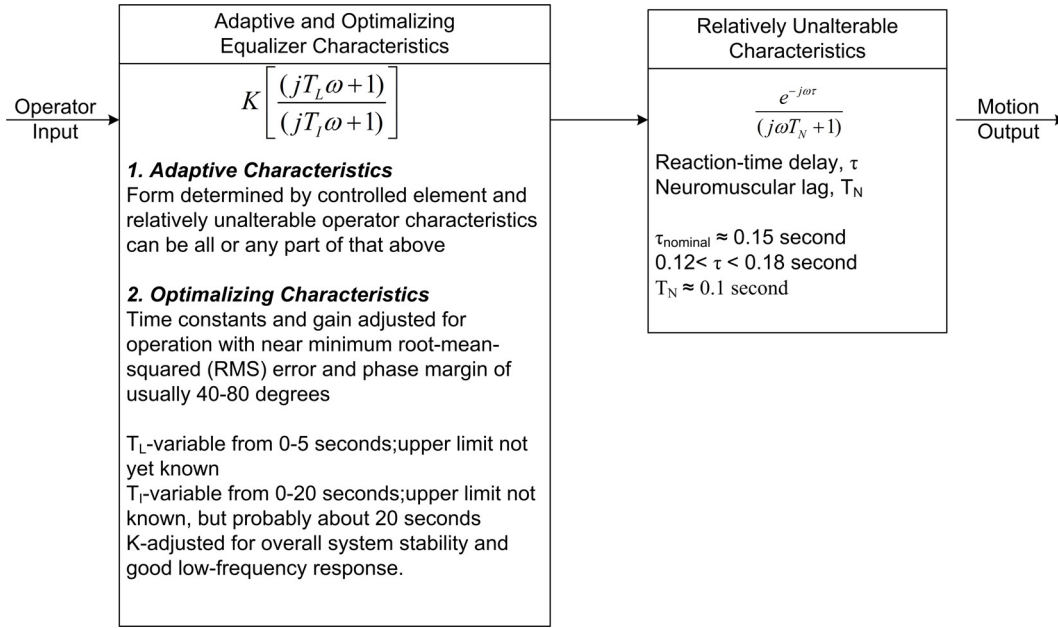 Adaptive and Optimalizing
Equalizer Characteristics
Relatively Unalterable
Characteristics
Operator
Input
K[(jT_Lω+1)/(jT_Iω+1)]
1. Adaptive Characteristics
Form determined by controlled element and
relatively unalterable operator characteristics
can be all or any part of that above
2. Optimalizing Characteristics
Time constants and gain adjusted for
operation with near minimum root-mean-
squared (RMS) error and phase margin of
usually 40-80 degrees
T_L-variable from 0-5 seconds;upper limit not
yet known
T_I-variable from 0-20 seconds;upper limit not
known, but probably about 20 seconds
K-adjusted for overall system stability and
good low-frequency response.
e^{-jωτ}/(jωT_N+1)
Reaction-time delay, τ
Neuromuscular lag, T_N
τ_nominal ≈ 0.15 second
0.12< τ < 0.18 second
T_N ≈ 0.1 second
Motion
Output